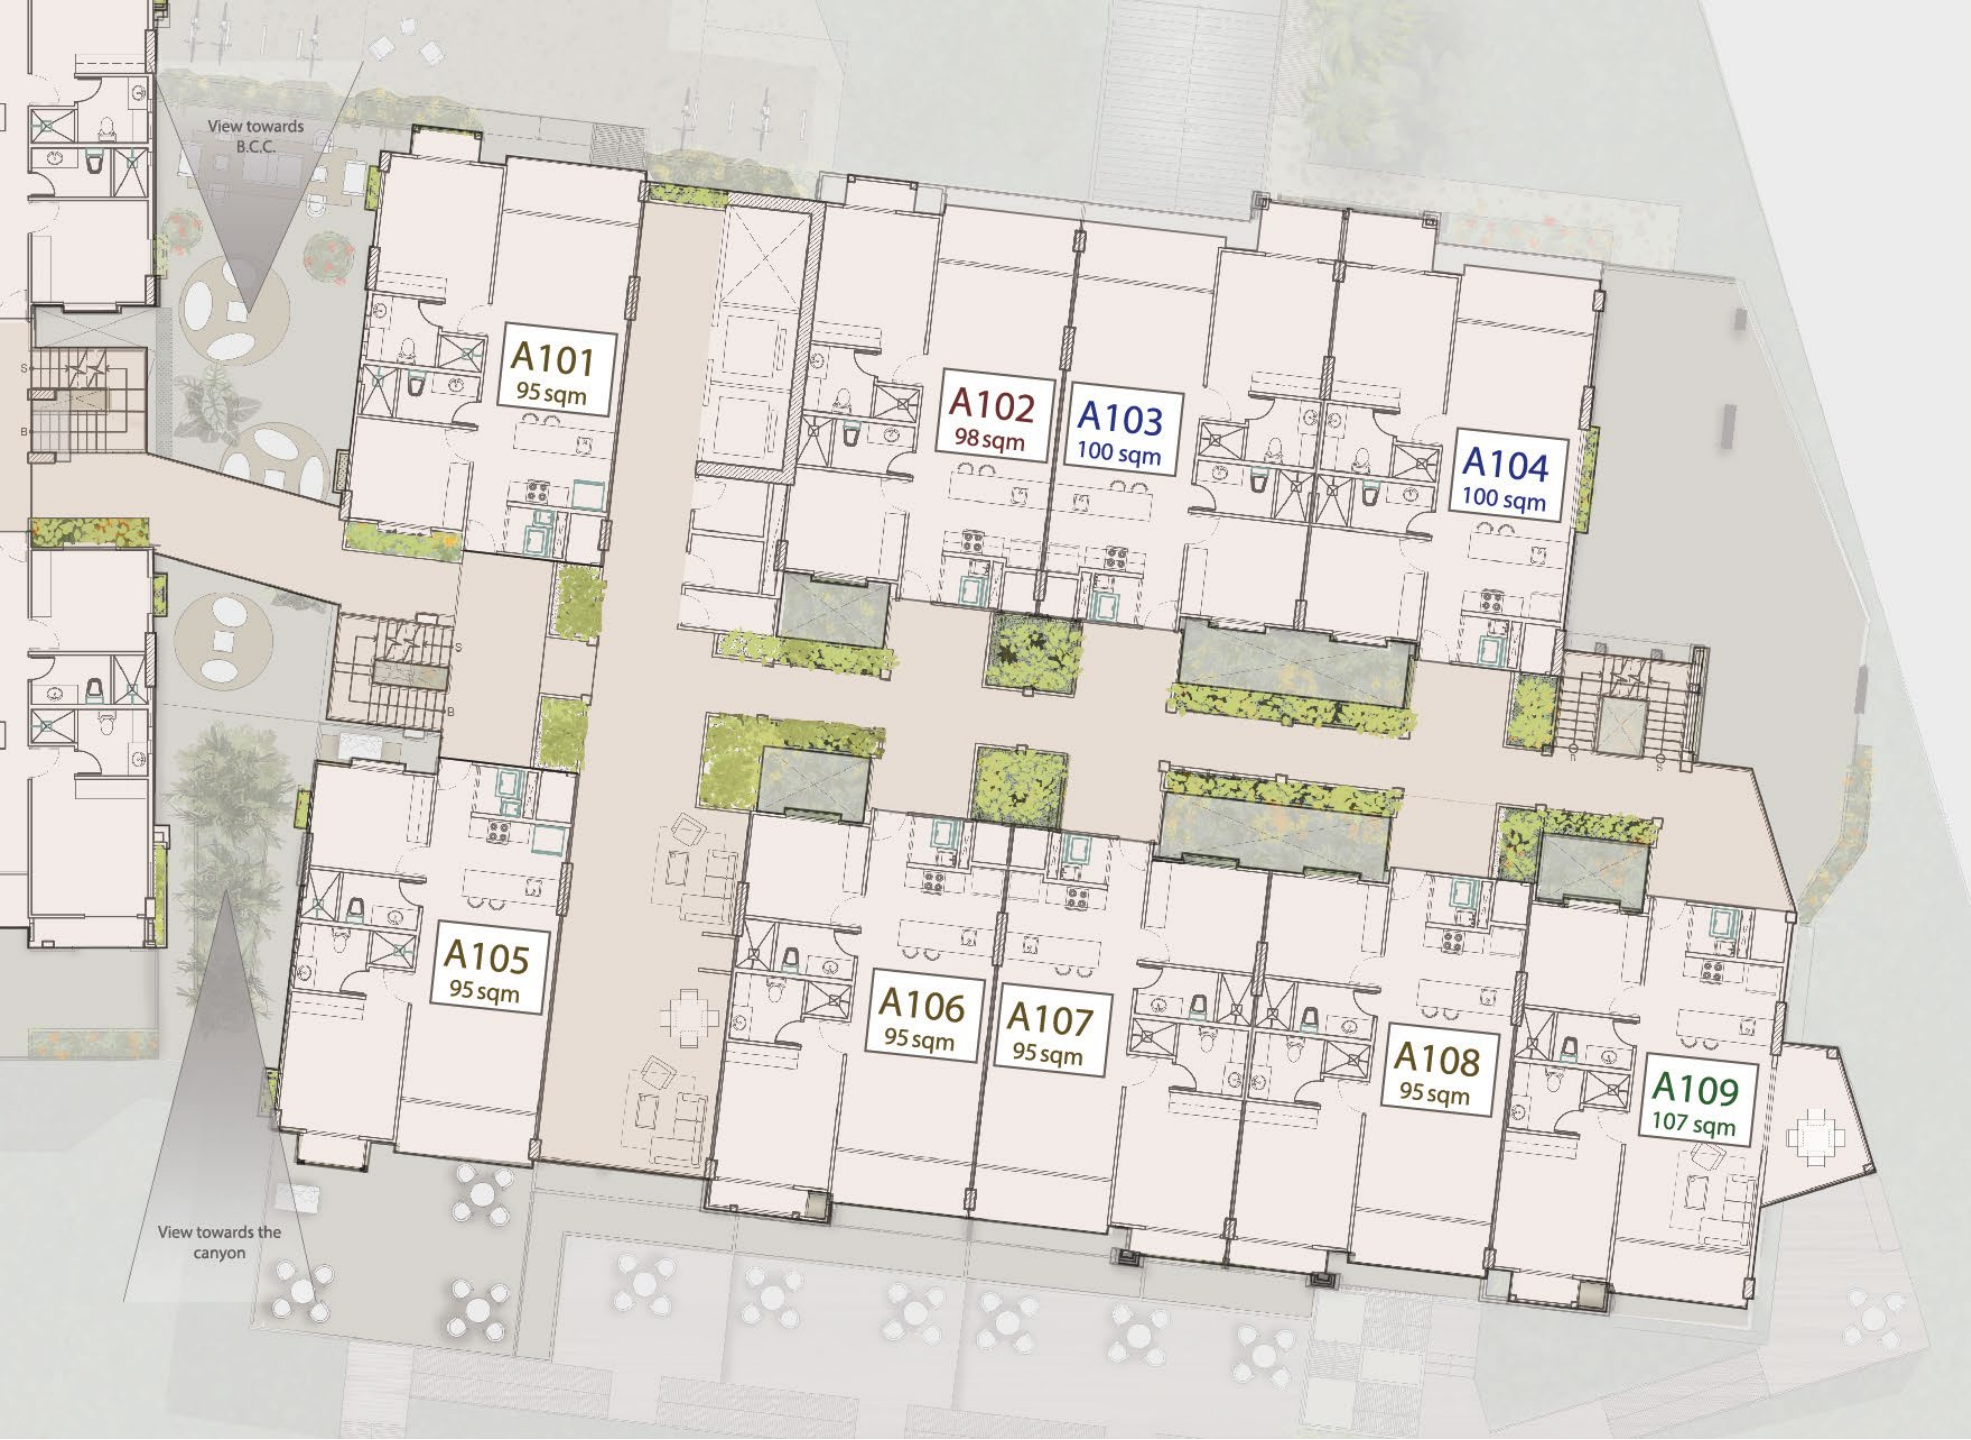 View towards
B.C.C.
A101
95 sqm
A102
98 sqm
A103
100 sqm
A104
100 sqm
S
B
S
B
B
S
A105
95 sqm
A106
95 sqm
A107
95 sqm
A108
95 sqm
A109
107 sqm
View towards the
canyon